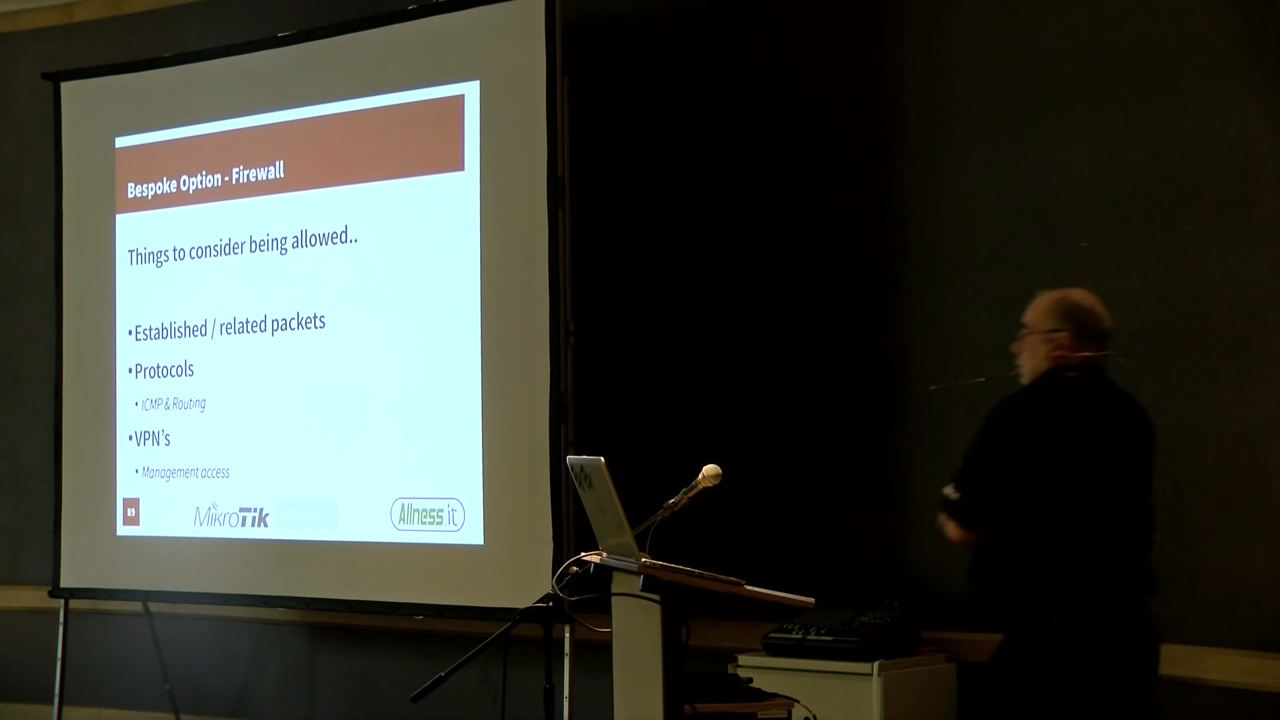 Bespoke Option - Firewall
Things to consider being allowed..
•Established / related packets
•Protocols
•ICMP & Routing
•VPN's
•Management access
89
MikroTik
Allness.it